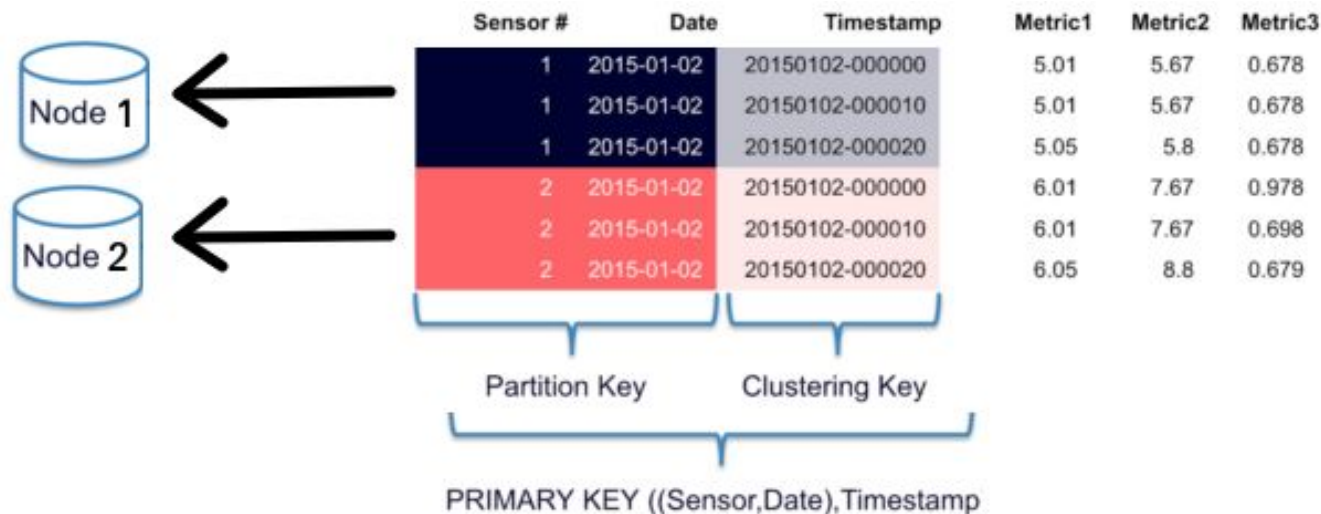 Sensor # Date Timestamp Metric1 Metric2 Metric3
1 2015-01-02 20150102-000000 5.01 5.67 0.678
Node 1
1 2015-01-02 20150102-000010 5.01 5.67 0.678
1 2015-01-02 20150102-000020 5.05 5.8 0.678
2 2015-01-02 20150102-000000 6.01 7.67 0.978
2 2015-01-02 20150102-000010 6.01 7.67 0.698
Node 2
2 2015-01-02 20150102-000020 6.05 8.8 0.679
Partition Key Clustering Key
PRIMARY KEY ((Sensor,Date),Timestamp